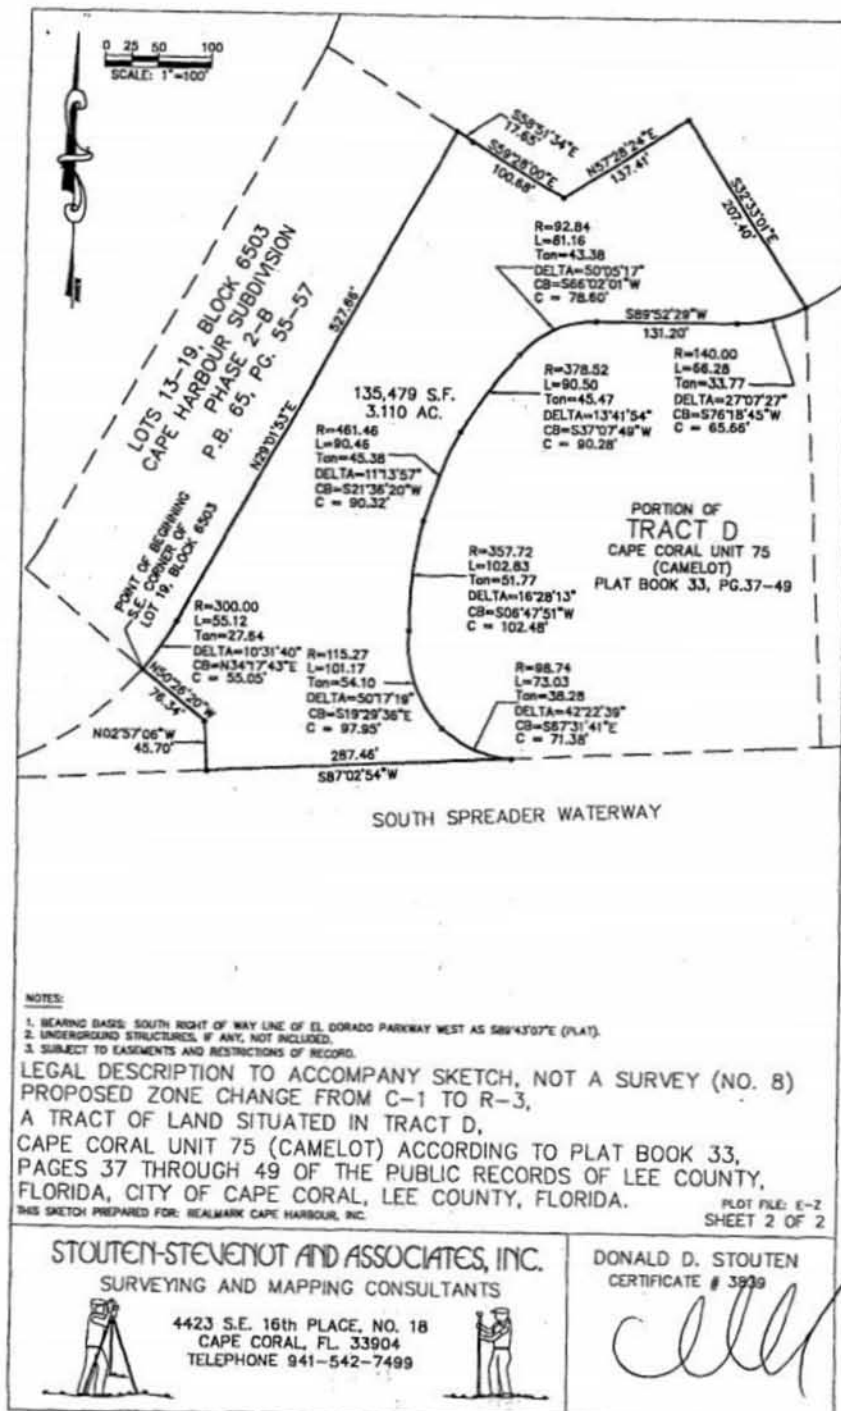 0 25 50 100
SCALE: 1"=100'
S58°51'34"E
17.65'
S59°28'00"E
100.68'
N57°28'24"E
137.41'
S32°33'01"E
207.40'
R=92.84
L=81.16
Tan=43.38
DELTA=50°05'17"
CB=S66°02'01"W
C = 78.60'
S89°52'29"W
131.20'
R=140.00
L=66.28
Tan=33.77
DELTA=27°07'27"
CB=S76°18'45"W
C = 65.66'
LOTS 13-19, BLOCK 6503
CAPE HARBOUR SUBDIVISION
PHASE 2-B
P.B. 65, PG. 55-57
527.66'
N29°01'53"E
135,479 S.F.
3.110 AC.
R=378.52
L=90.50
Tan=45.47
DELTA=13°41'54"
CB=S37°07'49"W
C = 90.28'
R=461.46
L=90.46
Tan=45.38
DELTA=11°13'57"
CB=S21°36'20"W
C = 90.32'
PORTION OF
TRACT D
CAPE CORAL UNIT 75
(CAMELOT)
PLAT BOOK 33, PG.37-49
R=357.72
L=102.83
Tan=51.77
DELTA=16°28'13"
CB=S06°47'51"W
C = 102.48'
POINT OF BEGINNING
S.E. CORNER OF
LOT 19, BLOCK 6503
R=300.00
L=55.12
Tan=27.64
DELTA=10°31'40"
CB=N34°17'43"E
C = 55.05'
R=115.27
L=101.17
Tan=54.10
DELTA=50°17'19"
CB=S19°29'36"E
C = 97.95'
R=98.74
L=73.03
Tan=38.28
DELTA=42°22'39"
CB=S67°31'41"E
C = 71.38'
N50°26'20"W
76.34'
N02°57'06"W
45.70'
287.46'
S87°02'54"W
SOUTH SPREADER WATERWAY
NOTES:
1. BEARING BASIS: SOUTH RIGHT OF WAY LINE OF EL DORADO PARKWAY WEST AS S89°43'07"E (PLAT).
2. UNDERGROUND STRUCTURES, IF ANY, NOT INCLUDED.
3. SUBJECT TO EASEMENTS AND RESTRICTIONS OF RECORD.
LEGAL DESCRIPTION TO ACCOMPANY SKETCH, NOT A SURVEY (NO. 8)
PROPOSED ZONE CHANGE FROM C-1 TO R-3,
A TRACT OF LAND SITUATED IN TRACT D,
CAPE CORAL UNIT 75 (CAMELOT) ACCORDING TO PLAT BOOK 33,
PAGES 37 THROUGH 49 OF THE PUBLIC RECORDS OF LEE COUNTY,
FLORIDA, CITY OF CAPE CORAL, LEE COUNTY, FLORIDA.
THIS SKETCH PREPARED FOR: REALMARK CAPE HARBOUR, INC.
PLOT FILE: E-Z
SHEET 2 OF 2
STOUTEN-STEVENOT AND ASSOCIATES, INC.
SURVEYING AND MAPPING CONSULTANTS
4423 S.E. 16th PLACE, NO. 18
CAPE CORAL, FL. 33904
TELEPHONE 941-542-7499
DONALD D. STOUTEN
CERTIFICATE # 3839